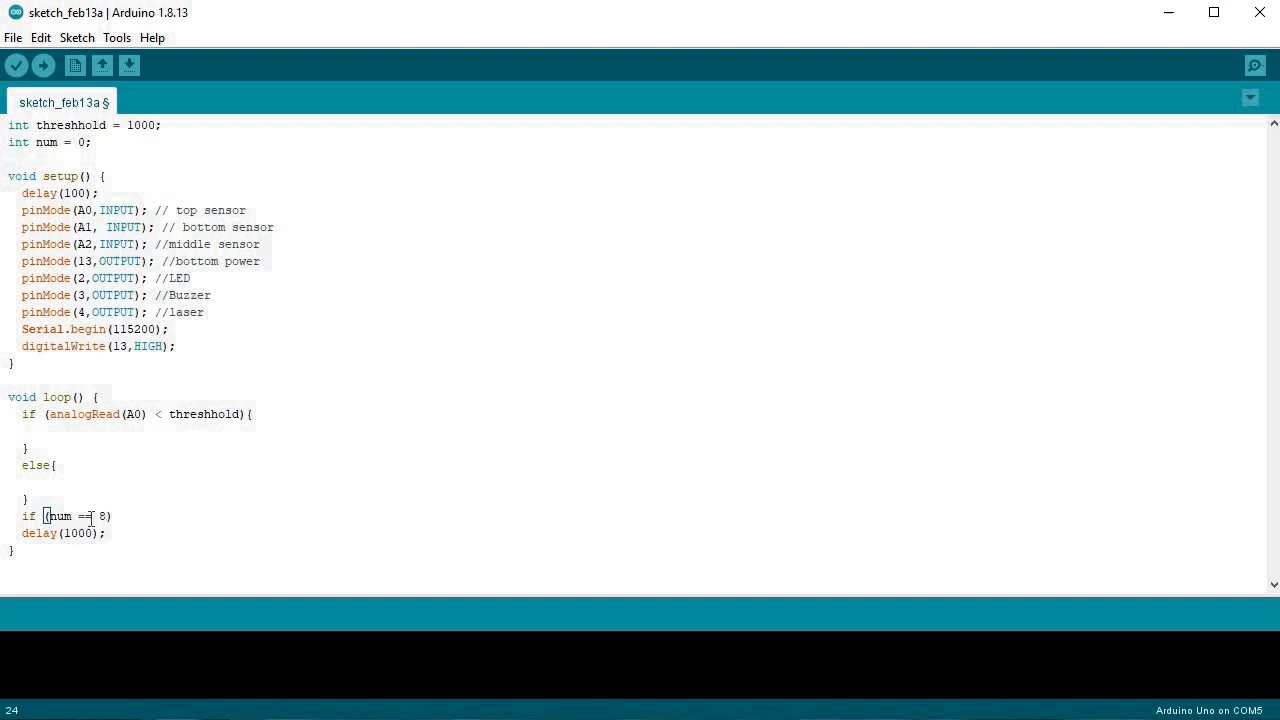 sketch_feb13a | Arduino 1.8.13
File Edit Sketch Tools Help
sketch_feb13a §
int threshhold = 1000;
int num = 0;
void setup() {
delay(100);
pinMode(A0,INPUT); // top sensor
pinMode(A1, INPUT); // bottom sensor
pinMode(A2,INPUT); //middle sensor
pinMode(13,OUTPUT); //bottom power
pinMode(2,OUTPUT); //LED
pinMode(3,OUTPUT); //Buzzer
pinMode(4,OUTPUT); //laser
Serial.begin(115200);
digitalWrite(13,HIGH);
}
void loop() {
if (analogRead(A0) < threshhold){
}
else{
}
if (num == 8)
delay(1000);
}
24
Arduino Uno on COM5